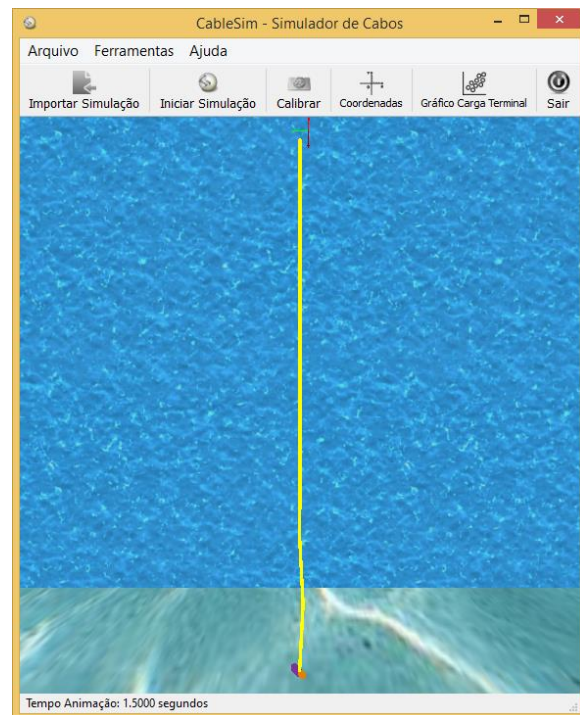 CableSim - Simulador de Cabos
Arquivo Ferramentas Ajuda
Importar Simulação Iniciar Simulação Calibrar Coordenadas Gráfico Carga Terminal Sair
Tempo Animação: 1.5000 segundos